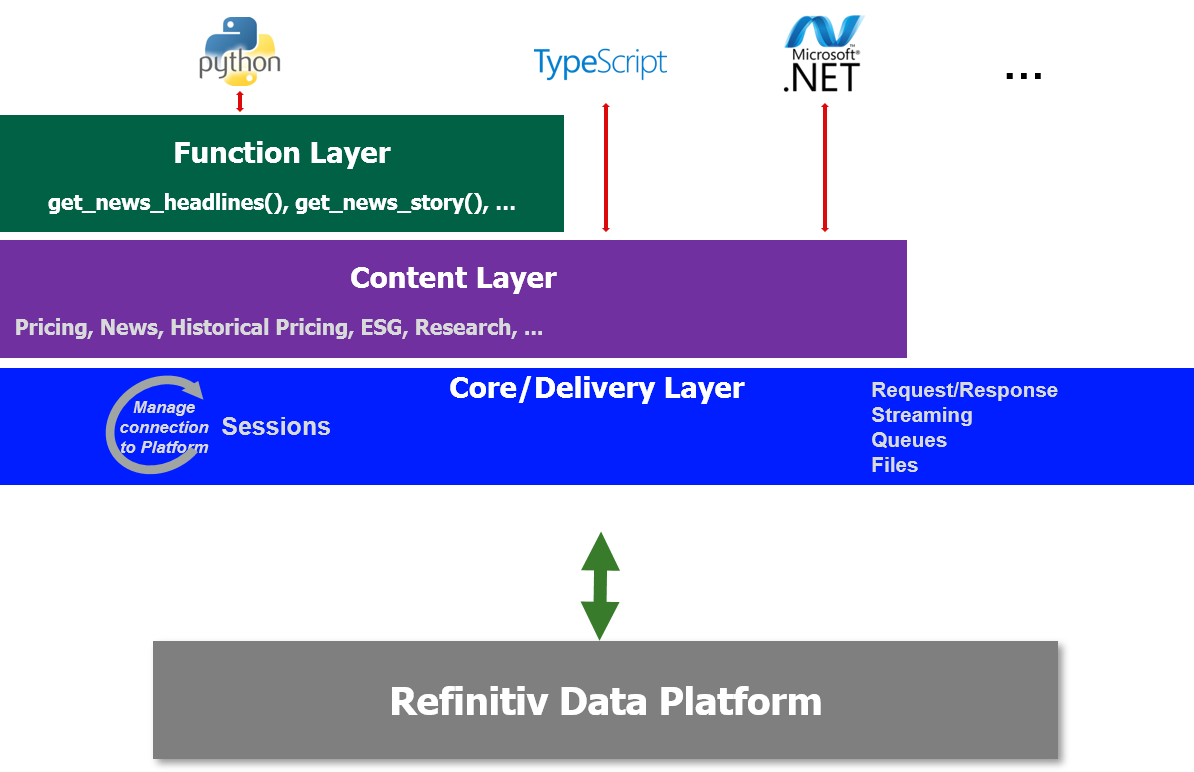 python
TypeScript
Microsoft®
.NET
...
Function Layer
get_news_headlines(), get_news_story(), ...
Content Layer
Pricing, News, Historical Pricing, ESG, Research, ...
Core/Delivery Layer
Manage
connection
to Platform
Sessions
Request/Response
Streaming
Queues
Files
Refinitiv Data Platform